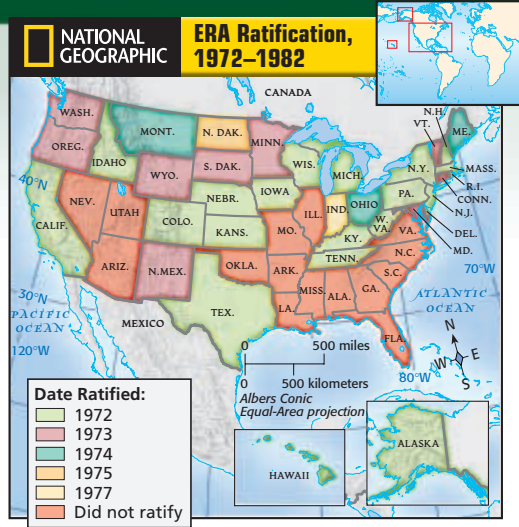 NATIONAL
GEOGRAPHIC
ERA Ratification,
1972–1982
CANADA
WASH.
MONT.
N. DAK.
MINN.
N.H.
VT.
ME.
OREG.
IDAHO
WYO.
S. DAK.
WIS.
MICH.
N.Y.
MASS.
R.I.
CONN.
40°N
NEV.
UTAH
COLO.
NEBR.
IOWA
ILL.
IND.
OHIO
PA.
N.J.
W.
VA.
VA.
DEL.
MD.
CALIF.
KANS.
MO.
KY.
TENN.
N.C.
70°W
ARIZ.
N.MEX.
OKLA.
ARK.
S.C.
MISS.
ALA.
GA.
30°N
PACIFIC
OCEAN
TEX.
LA.
ATLANTIC
OCEAN
MEXICO
FLA.
120°W
80°W
N
W
E
S
0
500 miles
0
500 kilometers
Albers Conic
Equal-Area projection
Date Ratified:
1972
1973
1974
1975
1977
Did not ratify
HAWAII
ALASKA